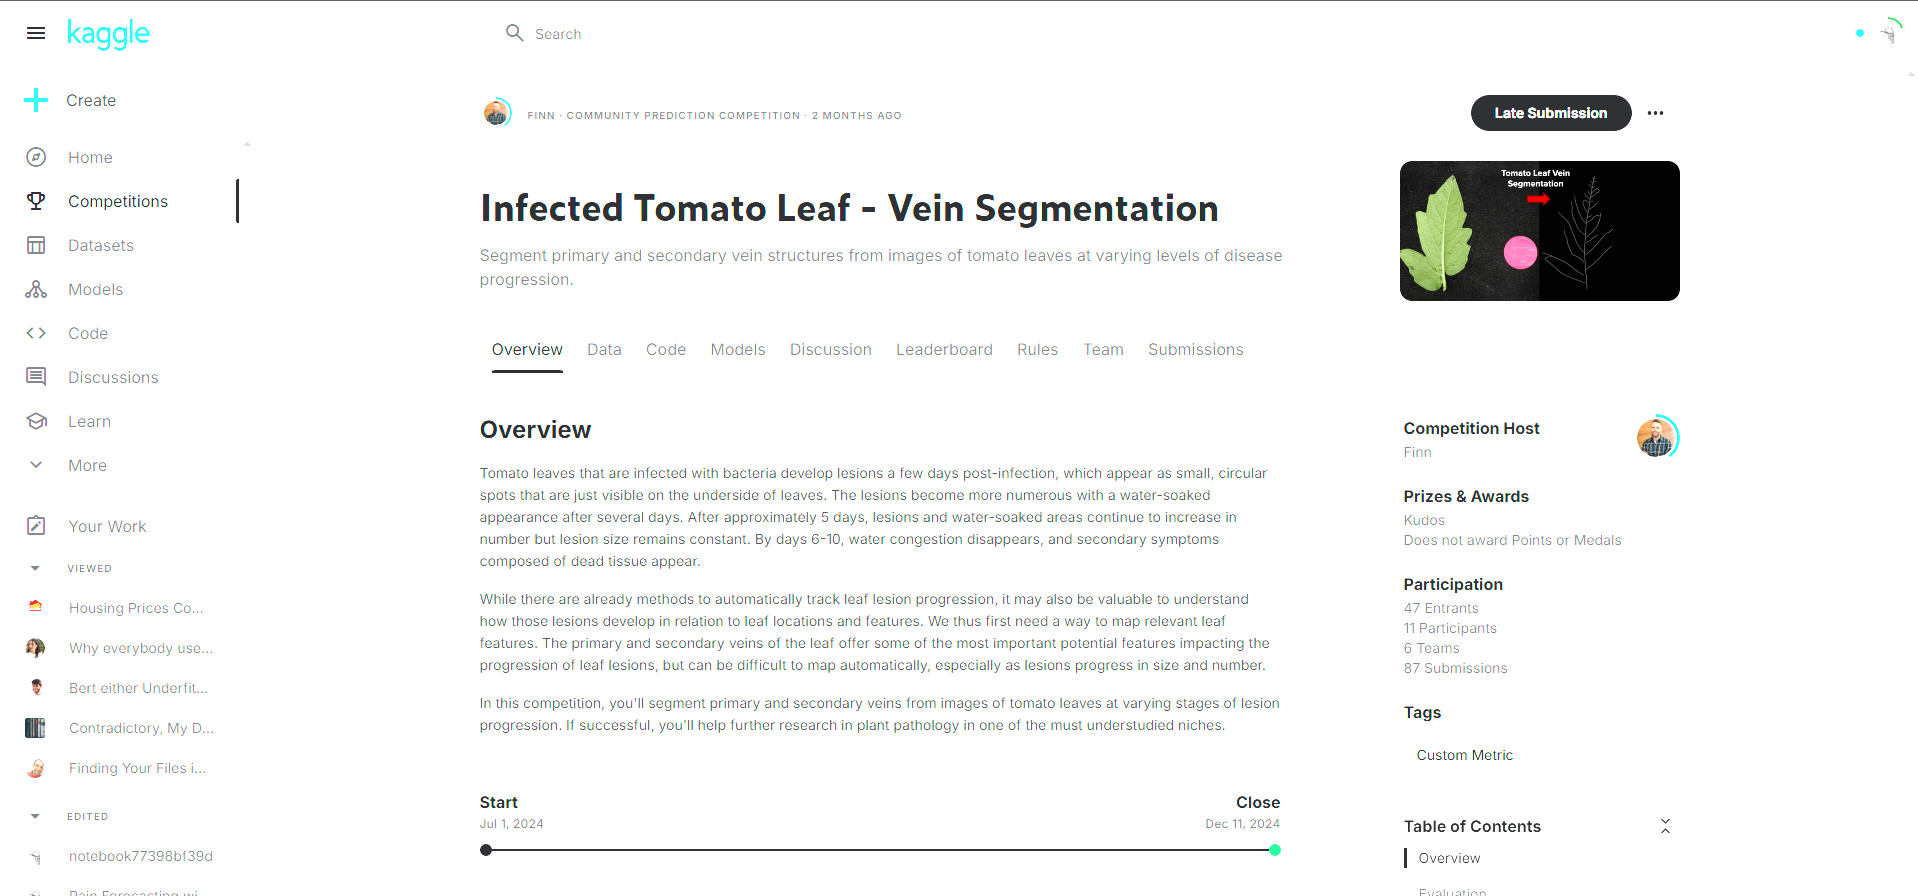 kaggle
Search
Create
Home
Competitions
Datasets
Models
Code
Discussions
Learn
More
Your Work
VIEWED
Housing Prices Co...
Why everybody use...
Bert either Underfit...
Contradictory, My D...
Finding Your Files i...
EDITED
notebook77398bf39d
Rain Forecasting wi...
FINN · COMMUNITY PREDICTION COMPETITION · 2 MONTHS AGO
Late Submission
Infected Tomato Leaf - Vein Segmentation
Segment primary and secondary vein structures from images of tomato leaves at varying levels of disease
progression.
Tomato Leaf Vein
Segmentation
Overview Data Code Models Discussion Leaderboard Rules Team Submissions
Overview
Tomato leaves that are infected with bacteria develop lesions a few days post-infection, which appear as small, circular
spots that are just visible on the underside of leaves. The lesions become more numerous with a water-soaked
appearance after several days. After approximately 5 days, lesions and water-soaked areas continue to increase in
number but lesion size remains constant. By days 6-10, water congestion disappears, and secondary symptoms
composed of dead tissue appear.
While there are already methods to automatically track leaf lesion progression, it may also be valuable to understand
how those lesions develop in relation to leaf locations and features. We thus first need a way to map relevant leaf
features. The primary and secondary veins of the leaf offer some of the most important potential features impacting the
progression of leaf lesions, but can be difficult to map automatically, especially as lesions progress in size and number.
In this competition, you'll segment primary and secondary veins from images of tomato leaves at varying stages of lesion
progression. If successful, you'll help further research in plant pathology in one of the must understudied niches.
Start
Jul 1, 2024
Close
Dec 11, 2024
Competition Host
Finn
Prizes & Awards
Kudos
Does not award Points or Medals
Participation
47 Entrants
11 Participants
6 Teams
87 Submissions
Tags
Custom Metric
Table of Contents
Overview
Evaluation